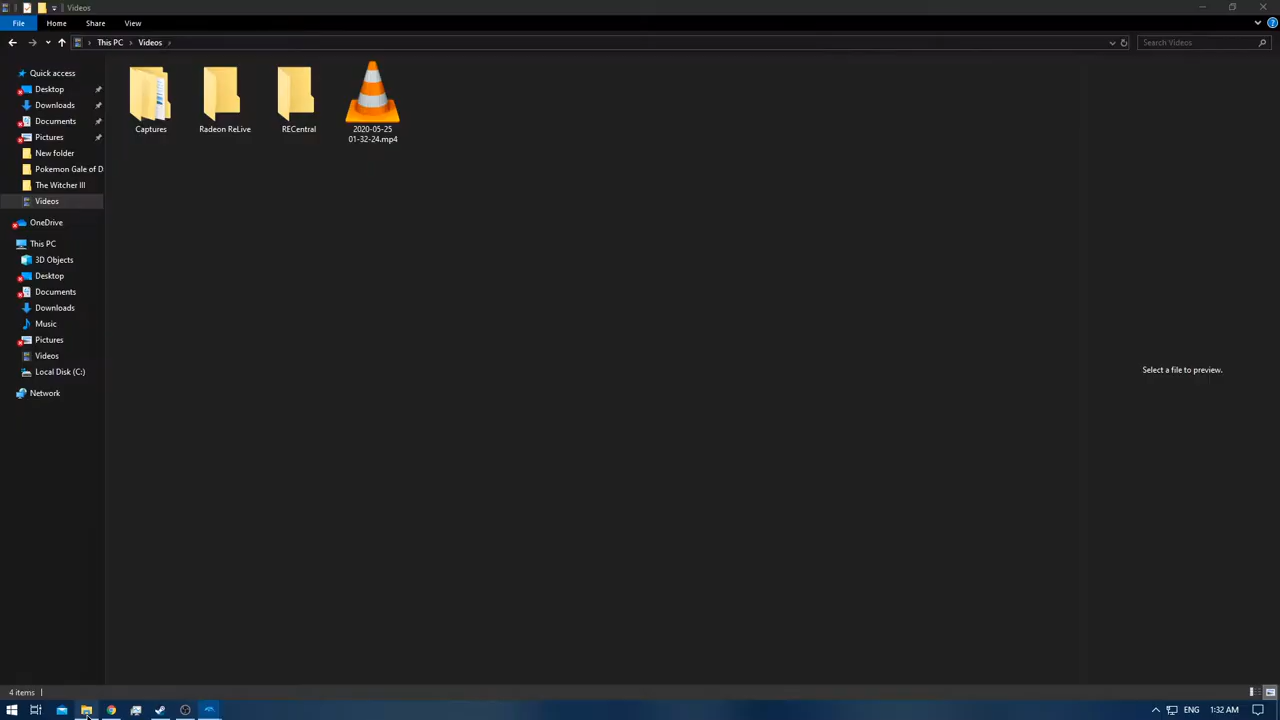 Videos
File
Home
Share
View
This PC
Videos
Search Videos
Quick access
Desktop
Downloads
Documents
Pictures
New folder
Pokemon Gale of D
The Witcher III
Videos
OneDrive
This PC
3D Objects
Desktop
Documents
Downloads
Music
Pictures
Videos
Local Disk (C:)
Network
Captures
Radeon ReLive
RECentral
2020-05-25
01-32-24.mp4
Select a file to preview.
4 items
ENG
1:32 AM